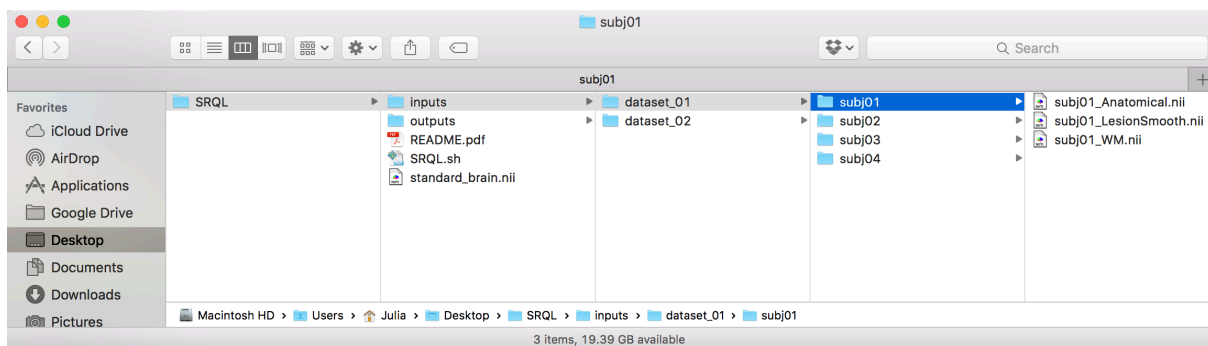 subj01
Search
subj01
Favorites
iCloud Drive
AirDrop
Applications
Google Drive
Desktop
Documents
Downloads
Pictures
SRQL
inputs
outputs
README.pdf
SRQL.sh
standard_brain.nii
dataset_01
dataset_02
subj01
subj02
subj03
subj04
subj01_Anatomical.nii
subj01_LesionSmooth.nii
subj01_WM.nii
Macintosh HD › Users › Julia › Desktop › SRQL › inputs › dataset_01 › subj01
3 items, 19.39 GB available